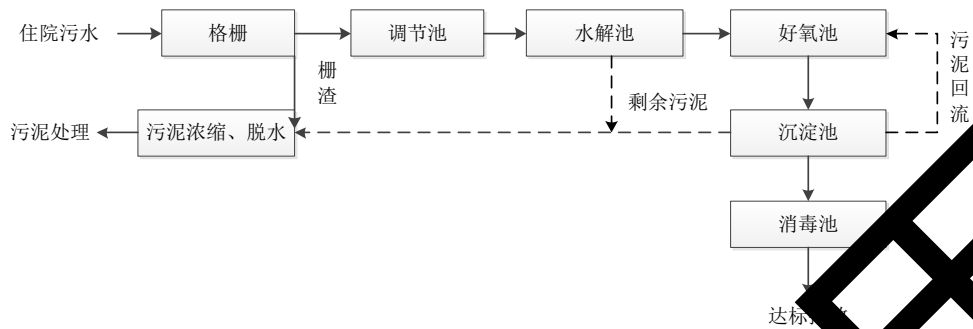 住院污水
格栅
调节池
水解池
好氧池
污泥回流
栅渣
剩余污泥
污泥处理
污泥浓缩、脱水
沉淀池
消毒池
达标